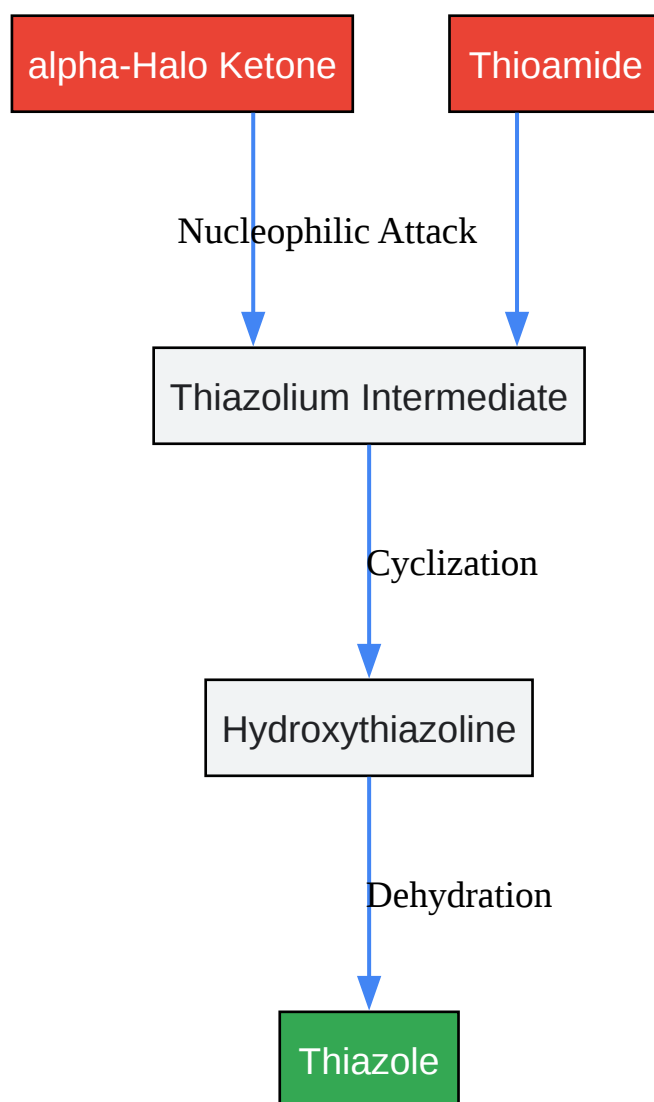 alpha-Halo Ketone
Thioamide
Nucleophilic Attack
Thiazolium Intermediate
Cyclization
Hydroxythiazoline
Dehydration
Thiazole